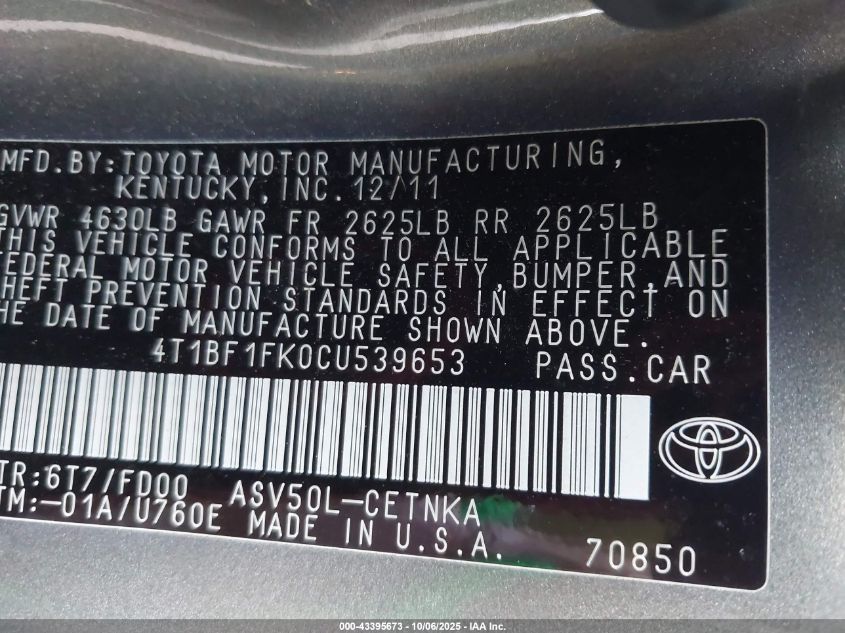 MFD.BY:TOYOTA MOTOR MANUFACTURING,
KENTUCKY,INC.12/11
GVWR 4630LB GAWR FR 2625LB RR 2625LB
THIS VEHICLE CONFORMS TO ALL APPLICABLE
FEDERAL MOTOR VEHICLE SAFETY,BUMPER,AND
THEFT PREVENTION STANDARDS IN EFFECT ON
THE DATE OF MANUFACTURE SHOWN ABOVE.
4T1BF1FK0CU539653 PASS.CAR
TR:6T7/FD00 ASV50L-CETNKA
TM:-01A/U760E MADE IN U.S.A. 70850
000-43395673 - 10/06/2025 - IAA Inc.